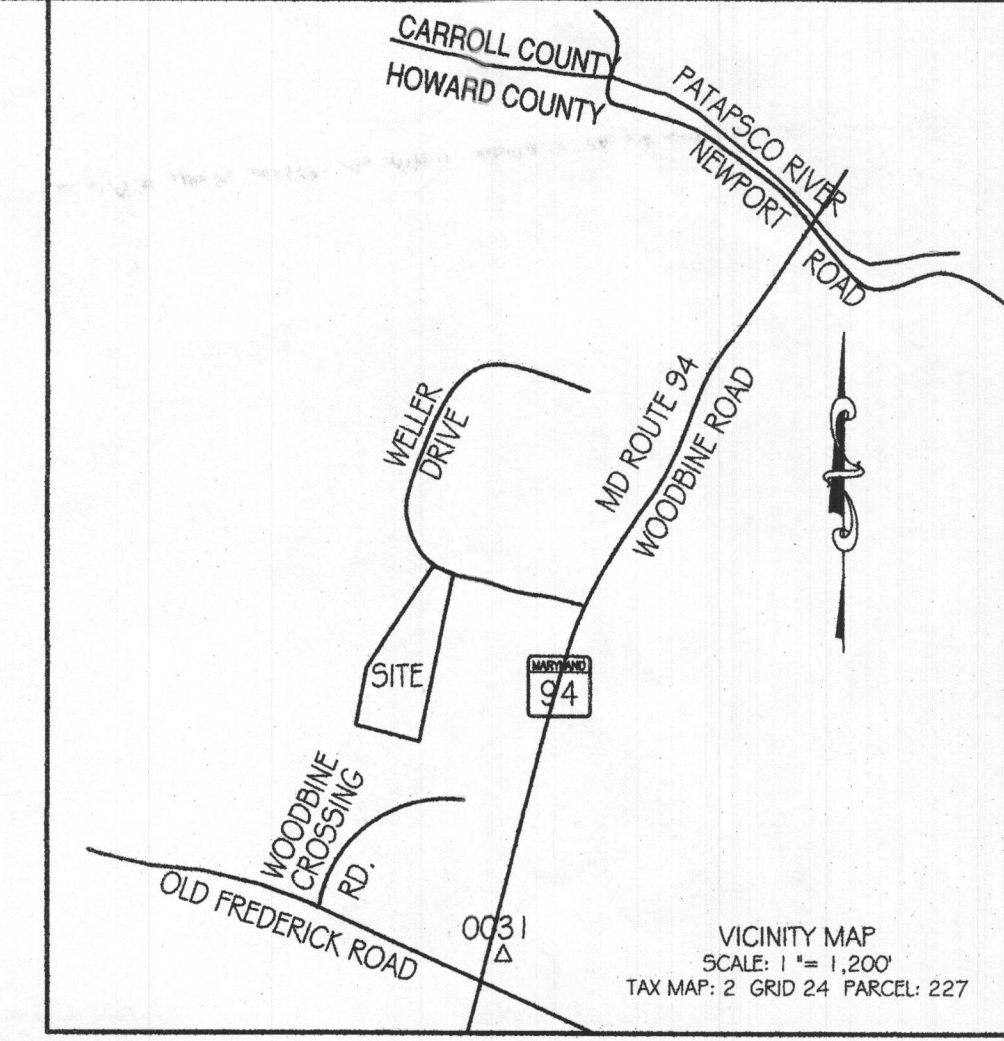 CARROLL COUNTY
HOWARD COUNTY
PATAPSCO RIVER
NEWPORT
ROAD
WELLER
DRIVE
MD ROUTE 94
WOODBINE ROAD
SITE
MARYLAND
94
WOODBINE
CROSSING
RD.
OLD FREDERICK ROAD
0031
VICINITY MAP
SCALE: 1 "= 1,200'
TAX MAP: 2 GRID 24 PARCEL: 227